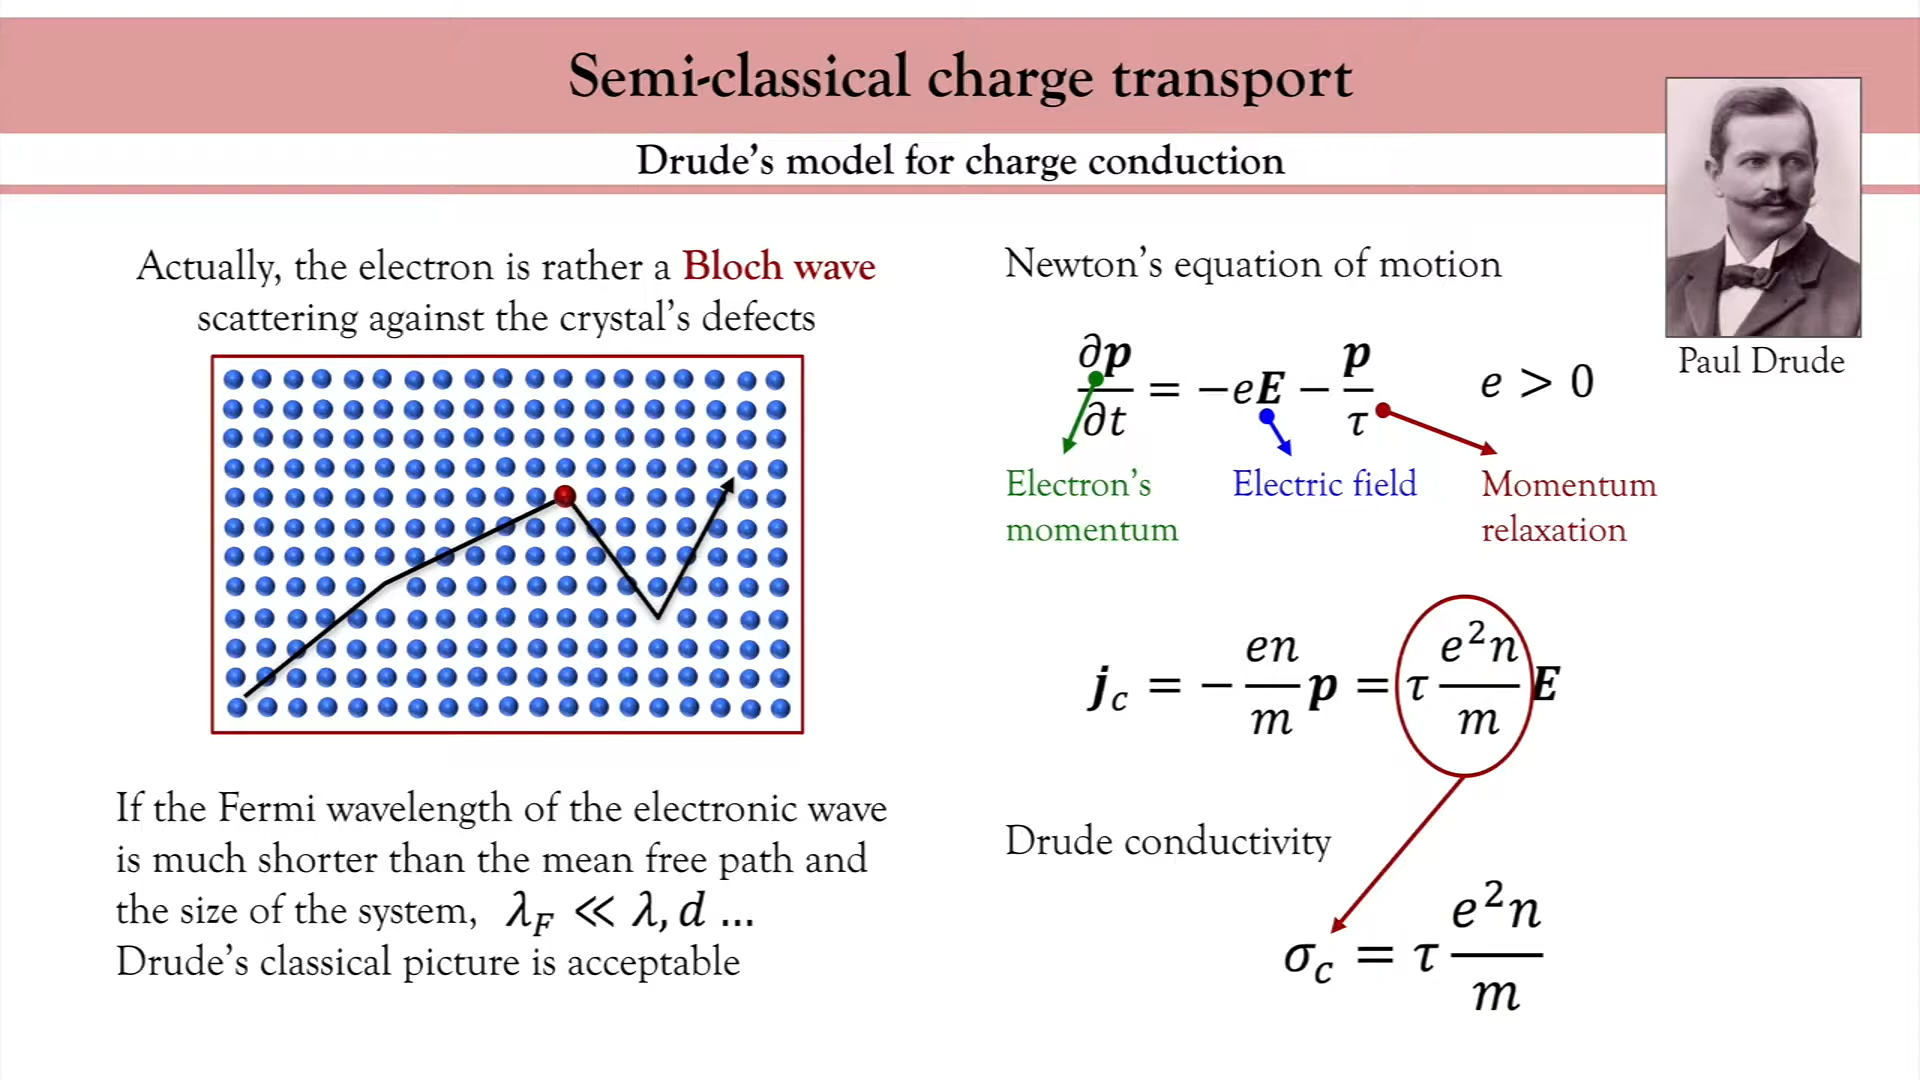 Semi-classical charge transport
Drude's model for charge conduction
Actually, the electron is rather a Bloch wave
scattering against the crystal's defects
If the Fermi wavelength of the electronic wave
is much shorter than the mean free path and
the size of the system, λ_F ≪ λ, d ...
Drude's classical picture is acceptable
Newton's equation of motion
∂p/∂t = −eE − p/τ   e > 0
Electron's
momentum
Electric field
Momentum
relaxation
j_c = − en/m p = τ e²n/m E
Drude conductivity
σ_c = τ e²n/m
Paul Drude